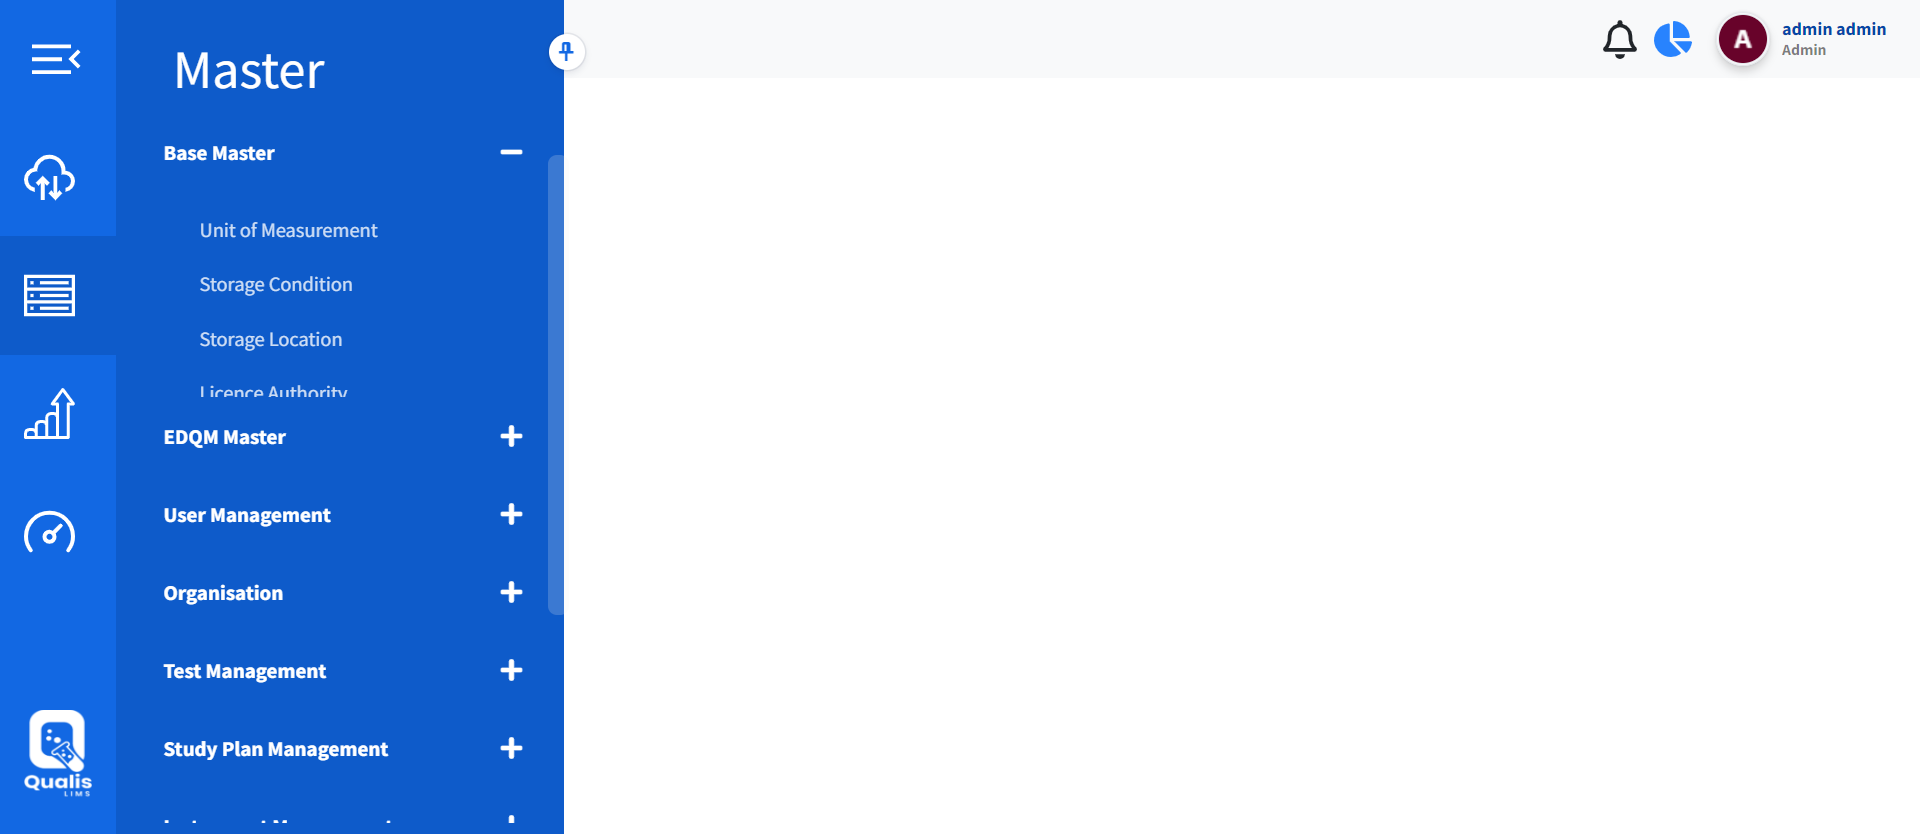 Master
admin admin
Admin
A
Base Master
Unit of Measurement
Storage Condition
Storage Location
Licence Authority
EDQM Master
User Management
Organisation
Test Management
Study Plan Management
Qualis
LIMS